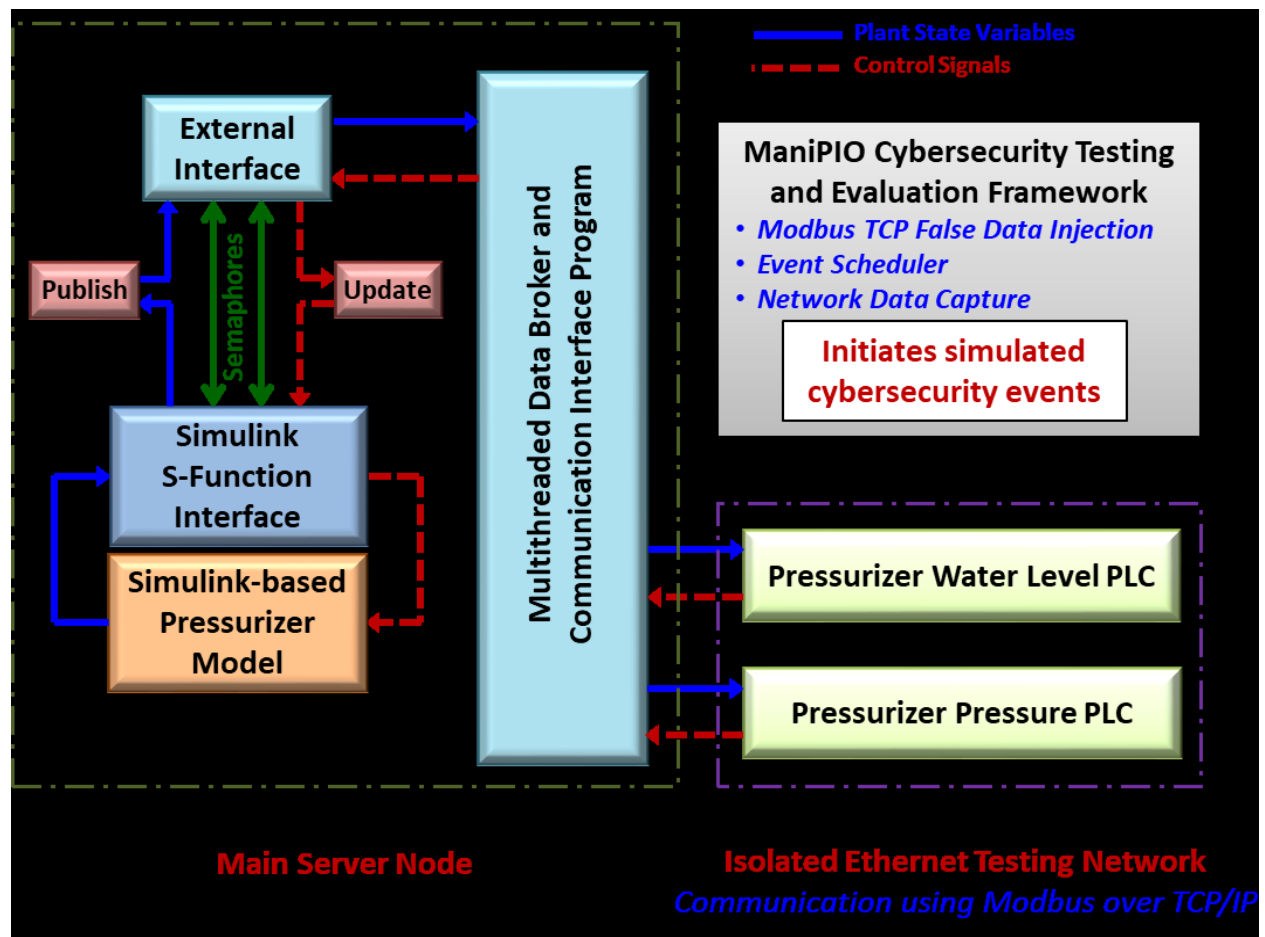 Plant State Variables
Control Signals
External
Interface
Publish
Semaphores
Update
Simulink
S-Function
Interface
Simulink-based
Pressurizer
Model
Multithreaded Data Broker and
Communication Interface Program
ManiPIO Cybersecurity Testing
and Evaluation Framework
• Modbus TCP False Data Injection
• Event Scheduler
• Network Data Capture
Initiates simulated
cybersecurity events
Pressurizer Water Level PLC
Pressurizer Pressure PLC
Main Server Node
Isolated Ethernet Testing Network
Communication using Modbus over TCP/IP